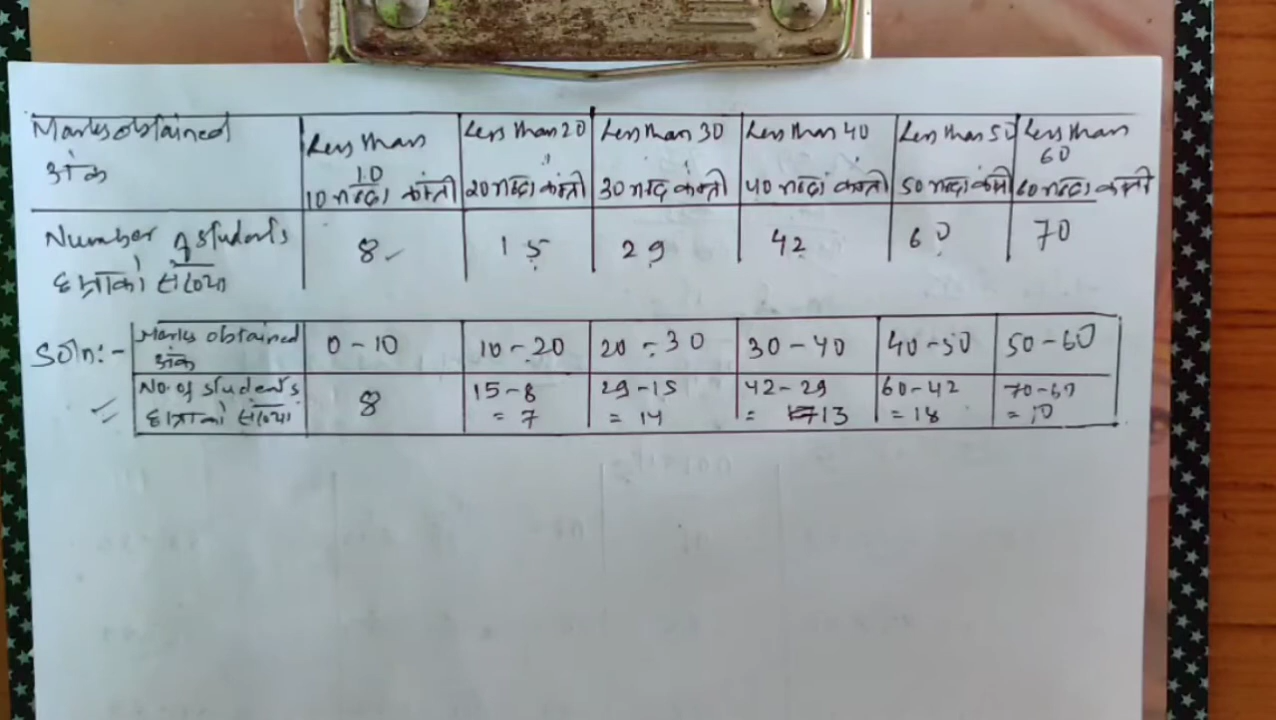 Marks obtained
अंक
Less than
10
10 भन्दा कम्ती
Less than 20
20 भन्दा कम्ती
Less than 30
30 भन्दा कम्ती
Less than 40
40 भन्दा कम्ती
Less than 50
50 भन्दा कम्ती
Less than
60
60 भन्दा कम्ती
Number of students
छात्रको संख्या
8
15
29
42
60
70
Soln:-
Marks obtained
अंक
0-10
10-20
20-30
30-40
40-50
50-60
No. of students
छात्रको संख्या
8
15-8
= 7
29-15
= 14
42-29
= 13
60-42
= 18
70-60
= 10